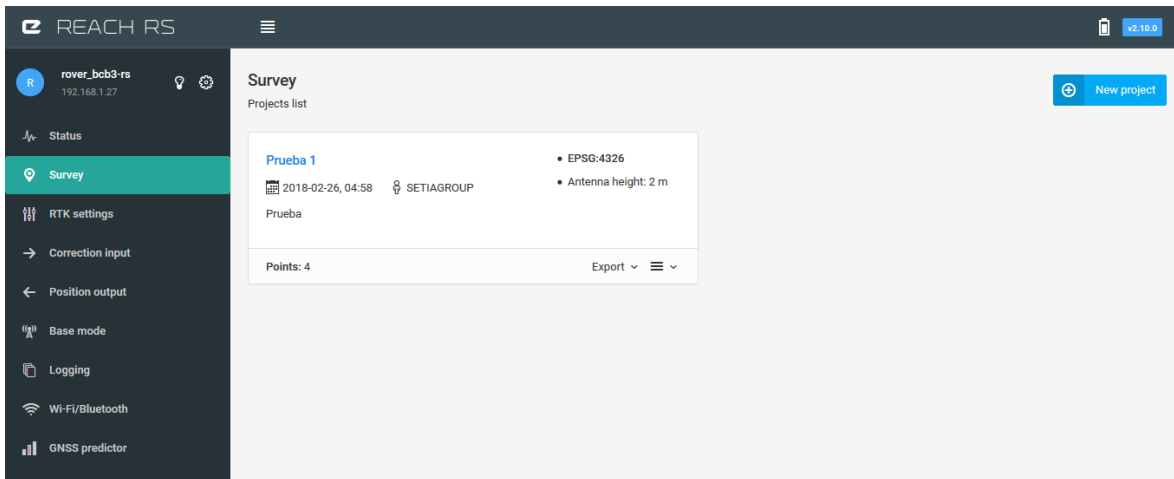 REACH RS
v2.10.0
R
rover_bcb3-rs
192.168.1.27
Status
Survey
RTK settings
Correction input
Position output
Base mode
Logging
Wi-Fi/Bluetooth
GNSS predictor
Survey
Projects list
New project
Prueba 1
2018-02-26, 04:58 SETIAGROUP
Prueba
• EPSG:4326
• Antenna height: 2 m
Points: 4 Export